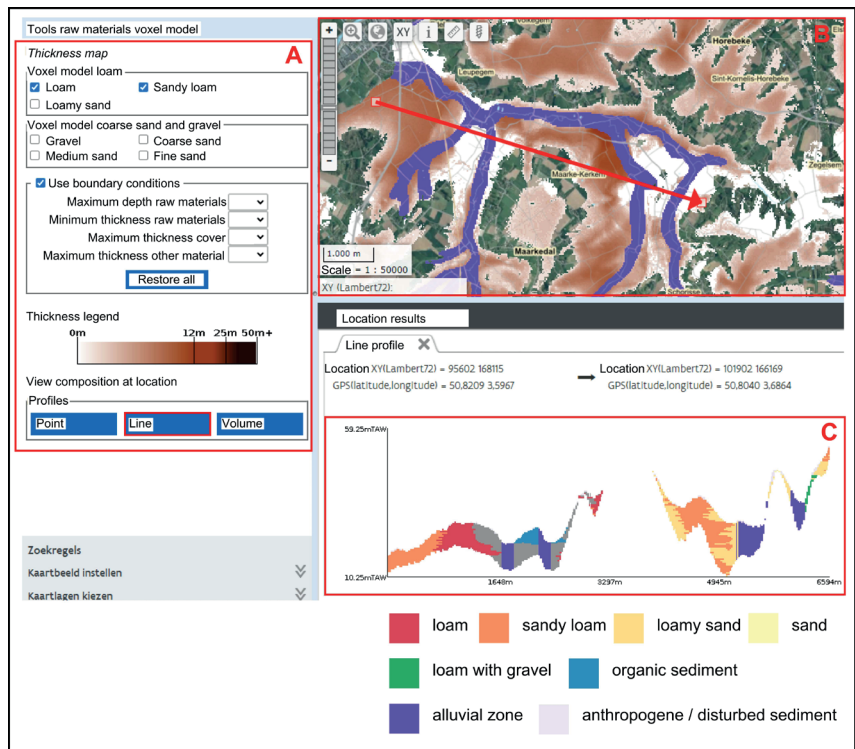 Tools raw materials voxel model
A
Thickness map
Voxel model loam
Loam
Sandy loam
Loamy sand
Voxel model coarse sand and gravel
Gravel
Coarse sand
Medium sand
Fine sand
Use boundary conditions
Maximum depth raw materials
Minimum thickness raw materials
Maximum thickness cover
Maximum thickness other material
Restore all
Thickness legend
0m 12m 25m 50m+
View composition at location
Profiles
Point Line Volume
Zoekregels
Kaartbeeld instellen
Kaartlagen kiezen
B
+
XY i
-
Horebeke
Leupegem
Sint-Kornelis-Horebeke
Zegelsem
Maarke-Kerkem
Maarkedal
Schorisse
1.000 m
Scale = 1 : 50000
XY (Lambert72):
Location results
Line profile
Location XY(Lambert72) = 95602 168115
GPS(latitude,longitude) = 50,8209 3,5967
Location XY(Lambert72) = 101902 166169
GPS(latitude,longitude) = 50,8040 3,6864
C
59.25mTAW
10.25mTAW
1648m 3297m 4945m 6594m
loam sandy loam loamy sand sand
loam with gravel organic sediment
alluvial zone anthropogene / disturbed sediment